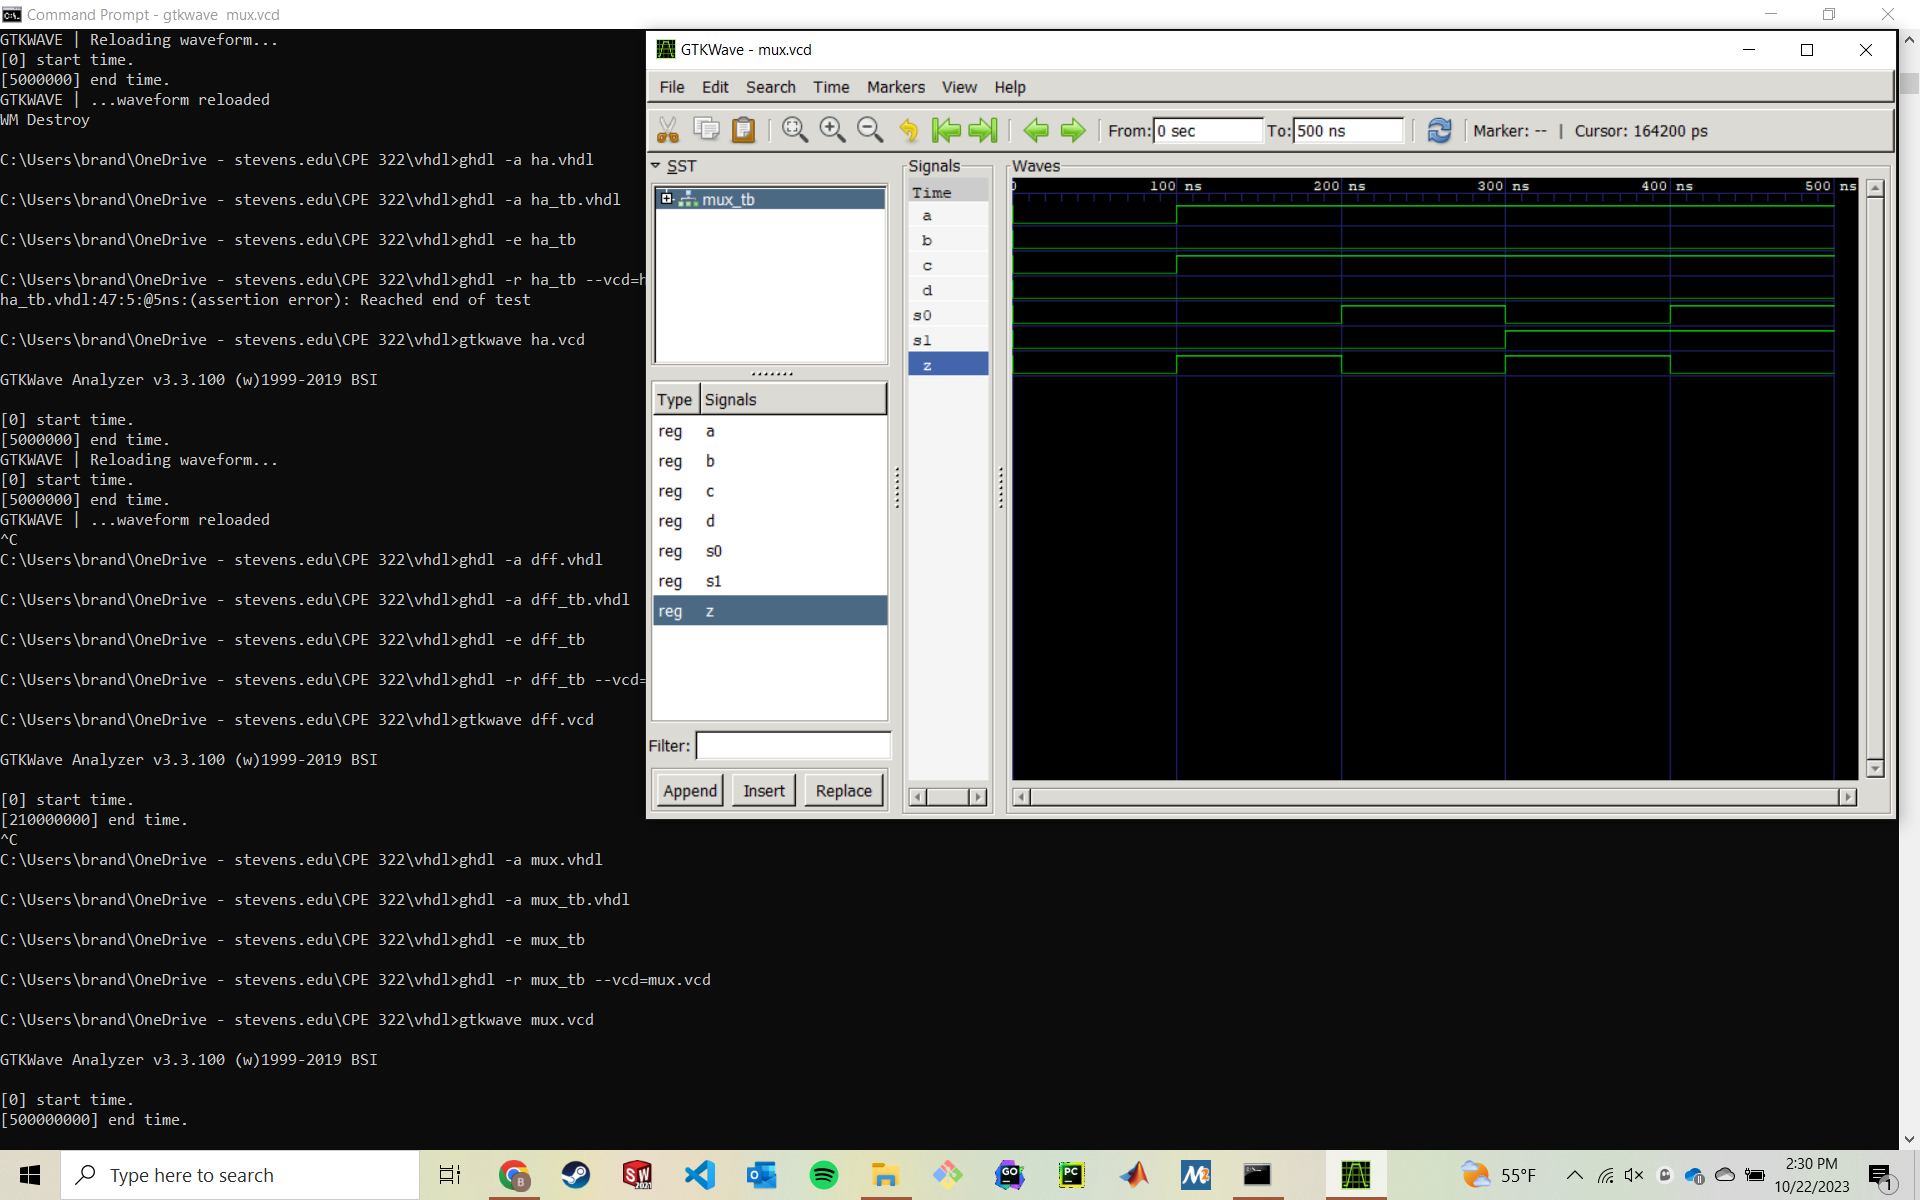 Command Prompt - gtkwave  mux.vcd
GTKWAVE | Reloading waveform...
[0] start time.
[5000000] end time.
GTKWAVE | ...waveform reloaded
WM Destroy
C:\Users\brand\OneDrive - stevens.edu\CPE 322\vhdl>ghdl -a ha.vhdl
C:\Users\brand\OneDrive - stevens.edu\CPE 322\vhdl>ghdl -a ha_tb.vhdl
C:\Users\brand\OneDrive - stevens.edu\CPE 322\vhdl>ghdl -e ha_tb
C:\Users\brand\OneDrive - stevens.edu\CPE 322\vhdl>ghdl -r ha_tb --vcd=h
ha_tb.vhdl:47:5:@5ns:(assertion error): Reached end of test
C:\Users\brand\OneDrive - stevens.edu\CPE 322\vhdl>gtkwave ha.vcd
GTKWave Analyzer v3.3.100 (w)1999-2019 BSI
[0] start time.
[5000000] end time.
GTKWAVE | Reloading waveform...
[0] start time.
[5000000] end time.
GTKWAVE | ...waveform reloaded
^C
C:\Users\brand\OneDrive - stevens.edu\CPE 322\vhdl>ghdl -a dff.vhdl
C:\Users\brand\OneDrive - stevens.edu\CPE 322\vhdl>ghdl -a dff_tb.vhdl
C:\Users\brand\OneDrive - stevens.edu\CPE 322\vhdl>ghdl -e dff_tb
C:\Users\brand\OneDrive - stevens.edu\CPE 322\vhdl>ghdl -r dff_tb --vcd=
C:\Users\brand\OneDrive - stevens.edu\CPE 322\vhdl>gtkwave dff.vcd
GTKWave Analyzer v3.3.100 (w)1999-2019 BSI
[0] start time.
[210000000] end time.
^C
C:\Users\brand\OneDrive - stevens.edu\CPE 322\vhdl>ghdl -a mux.vhdl
C:\Users\brand\OneDrive - stevens.edu\CPE 322\vhdl>ghdl -a mux_tb.vhdl
C:\Users\brand\OneDrive - stevens.edu\CPE 322\vhdl>ghdl -e mux_tb
C:\Users\brand\OneDrive - stevens.edu\CPE 322\vhdl>ghdl -r mux_tb --vcd=mux.vcd
C:\Users\brand\OneDrive - stevens.edu\CPE 322\vhdl>gtkwave mux.vcd
GTKWave Analyzer v3.3.100 (w)1999-2019 BSI
[0] start time.
[500000000] end time.
GTKWave - mux.vcd
File Edit Search Time Markers View Help
From: 0 sec To: 500 ns Marker: -- | Cursor: 164200 ps
SST
mux_tb
Type Signals
reg a
reg b
reg c
reg d
reg s0
reg s1
reg z
Filter:
Append Insert Replace
Signals
Time
a
b
c
d
s0
s1
z
Waves
0 100 ns 200 ns 300 ns 400 ns 500 ns
Type here to search
B
SW
2021
GO
PC
55°F
2:30 PM
10/22/2023
1